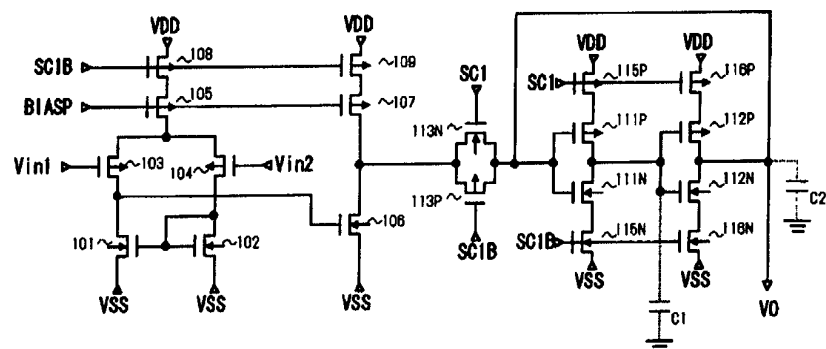 VDD
VDD
VDD
VDD
SC1B
108
109
SC1
SC1
115P
116P
BIASP
105
107
113N
111P
112P
Vin1
103
104
Vin2
111N
112N
C2
113P
106
101
102
SC1B
SC1B
115N
116N
VSS
VSS
VSS
VSS
VSS
C1
VO